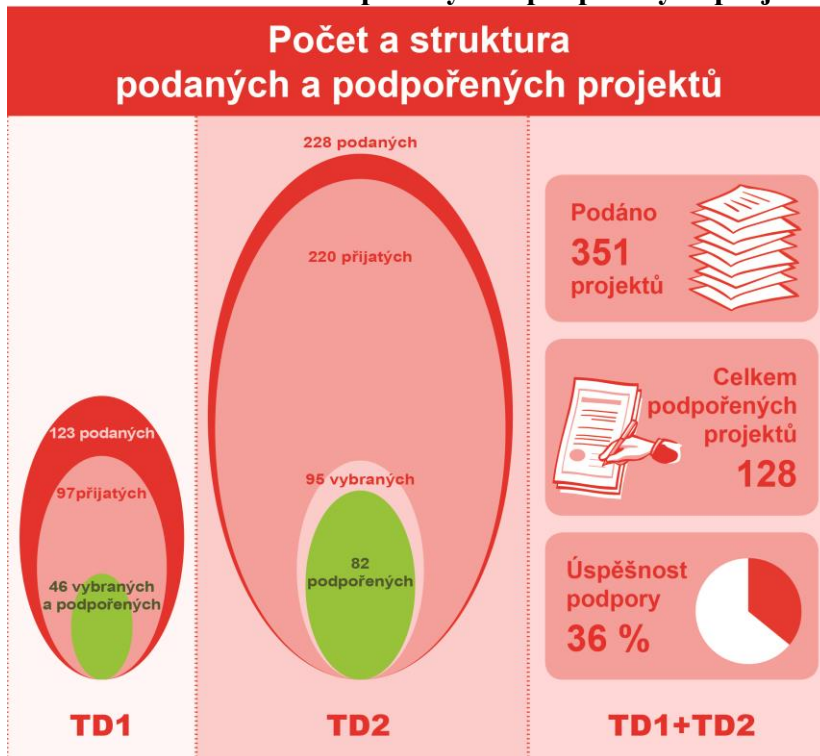 Počet a struktura
podaných a podpořených projektů
123 podaných
97přijatých
46 vybraných
a podpořených
TD1
228 podaných
220 přijatých
95 vybraných
82
podpořených
TD2
Podáno
351
projektů
Celkem
podpořených
projektů
128
Úspěšnost
podpory
36 %
TD1+TD2